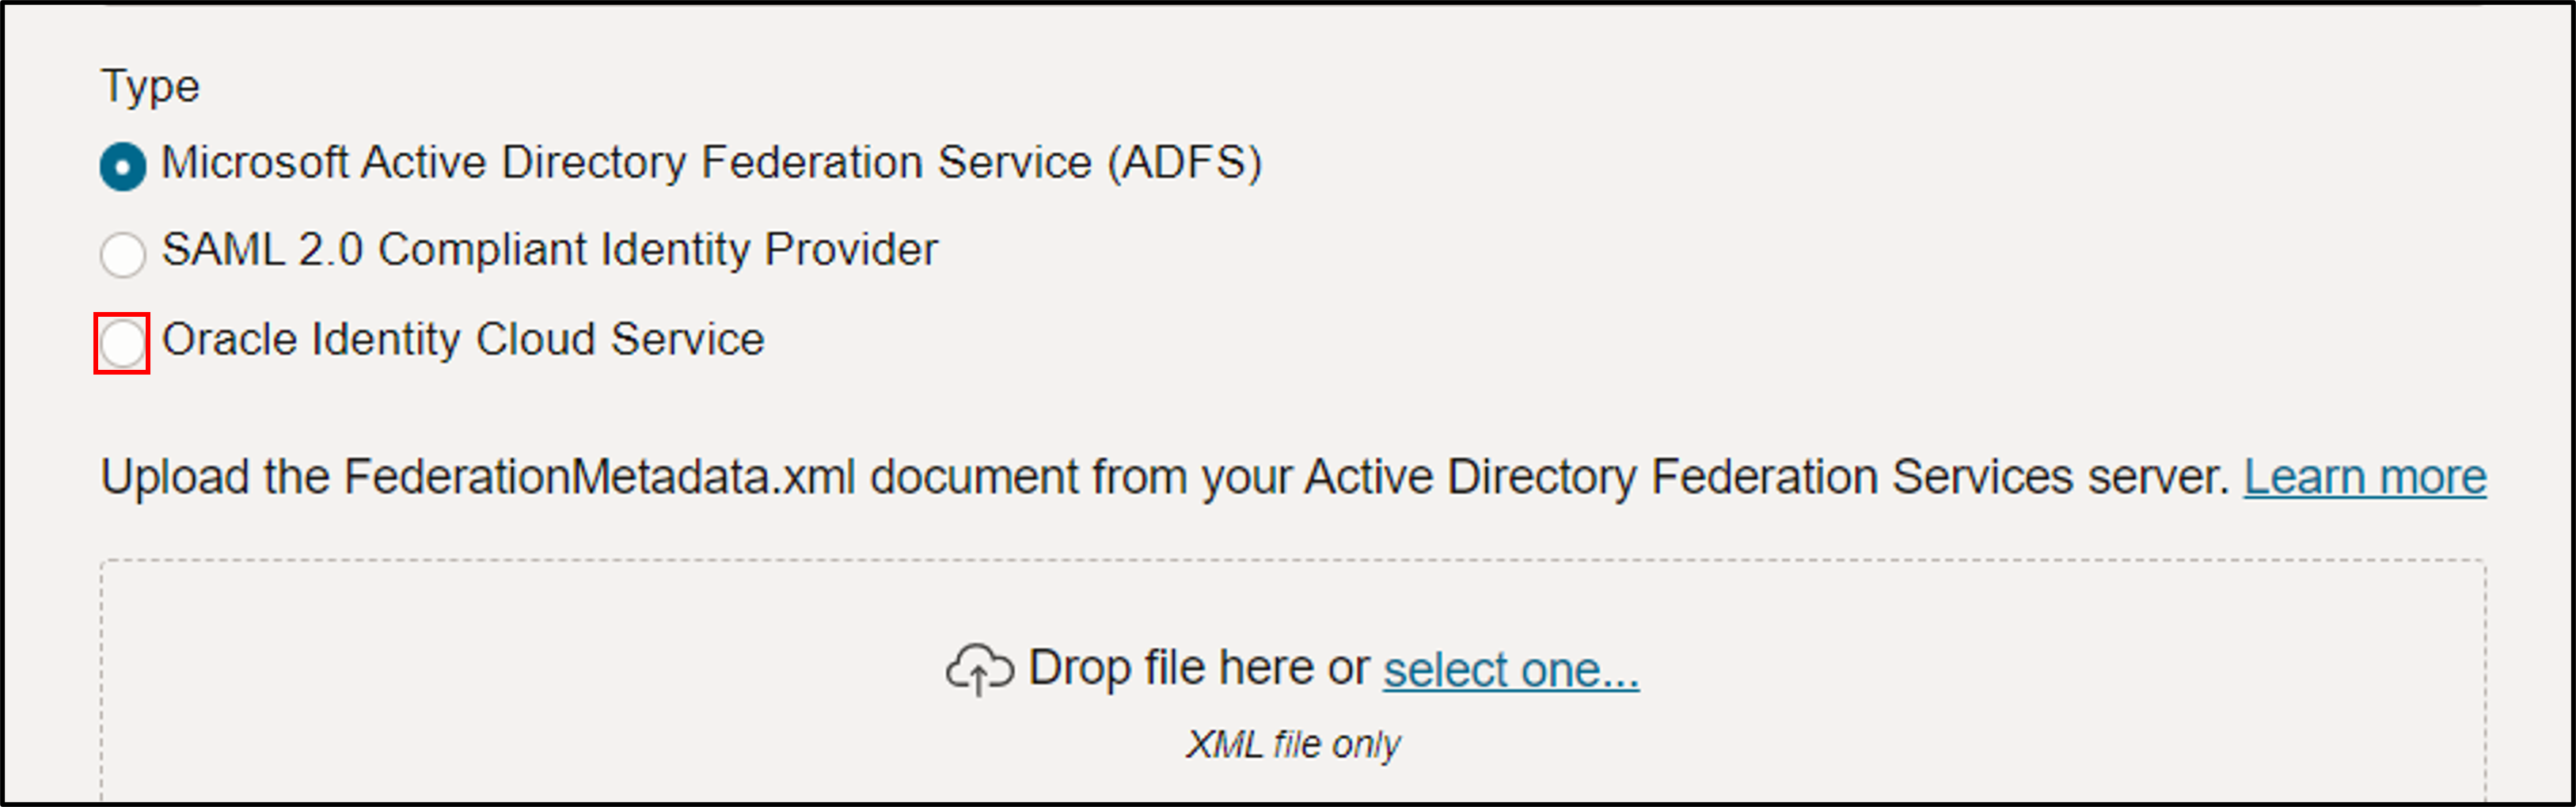 Type
Microsoft Active Directory Federation Service (ADFS)
SAML 2.0 Compliant Identity Provider
Oracle Identity Cloud Service
Upload the FederationMetadata.xml document from your Active Directory Federation Services server. Learn more
Drop file here or select one...
XML file only